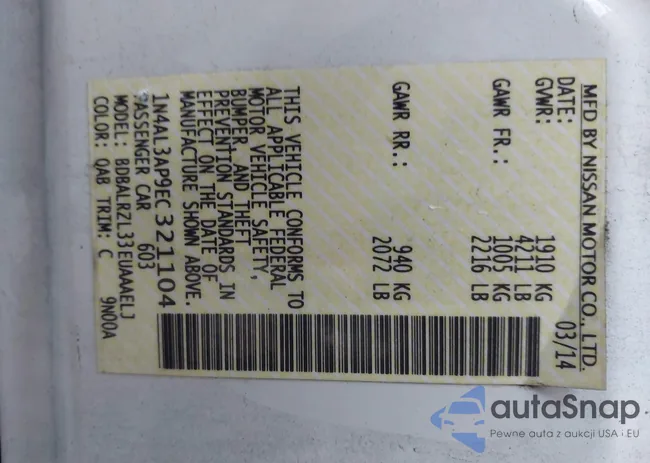 MFD BY NISSAN MOTOR CO., LTD.
DATE: 03/14
GVWR: 1910 KG
4211 LB
GAWR FR.: 1005 KG
2216 LB
GAWR RR.: 940 KG
2072 LB
THIS VEHICLE CONFORMS TO
ALL APPLICABLE FEDERAL
MOTOR VEHICLE SAFETY,
BUMPER, AND THEFT
PREVENTION STANDARDS IN
EFFECT ON THE DATE OF
MANUFACTURE SHOWN ABOVE.
1N4AL3AP9EC321104
PASSENGER CAR 603
MODEL: BDBALRZL33EUAAAELJ
COLOR: QAB TRIM: C 9N00A
autaSnap
Pewne auta z aukcji USA i EU